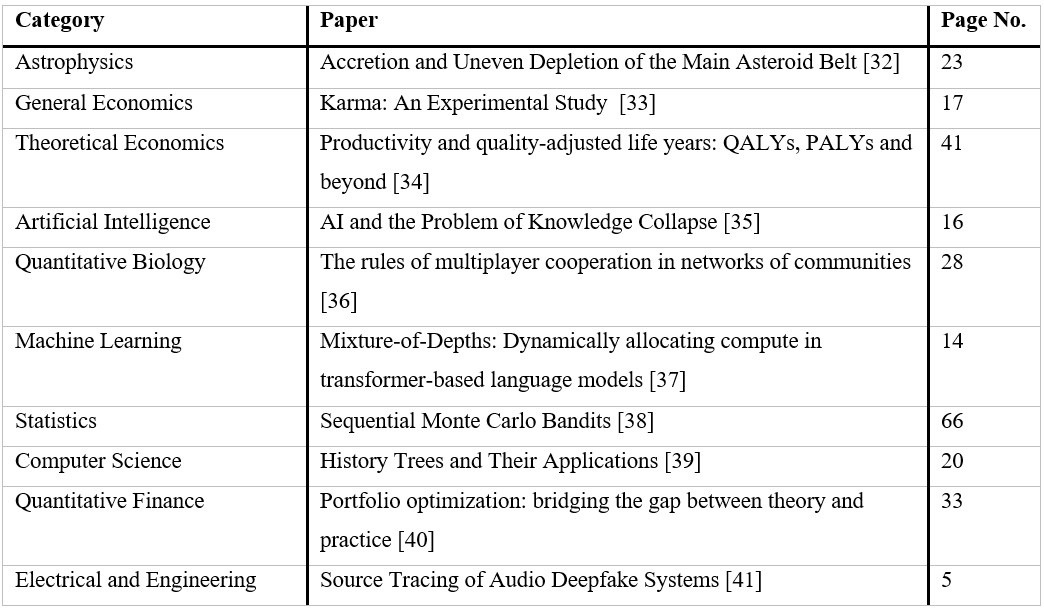 Category Paper Page No.
Astrophysics Accretion and Uneven Depletion of the Main Asteroid Belt [32] 23
General Economics Karma: An Experimental Study [33] 17
Theoretical Economics Productivity and quality-adjusted life years: QALYs, PALYs and 41
beyond [34]
Artificial Intelligence AI and the Problem of Knowledge Collapse [35] 16
Quantitative Biology The rules of multiplayer cooperation in networks of communities 28
[36]
Machine Learning Mixture-of-Depths: Dynamically allocating compute in 14
transformer-based language models [37]
Statistics Sequential Monte Carlo Bandits [38] 66
Computer Science History Trees and Their Applications [39] 20
Quantitative Finance Portfolio optimization: bridging the gap between theory and 33
practice [40]
Electrical and Engineering Source Tracing of Audio Deepfake Systems [41] 5